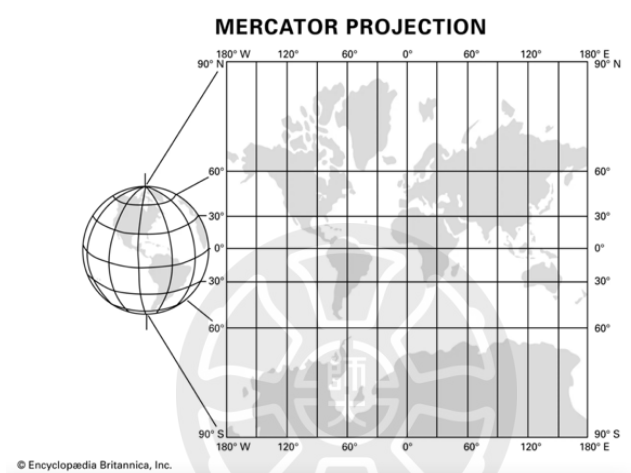 MERCATOR PROJECTION
180° W 120° 60° 0° 60° 120° 180° E
90° N 90° N
60° 60°
30° 30°
0° 0°
30° 30°
60° 60°
90° S 90° S
180° W 120° 60° 0° 60° 120° 180° E
© Encyclopædia Britannica, Inc.